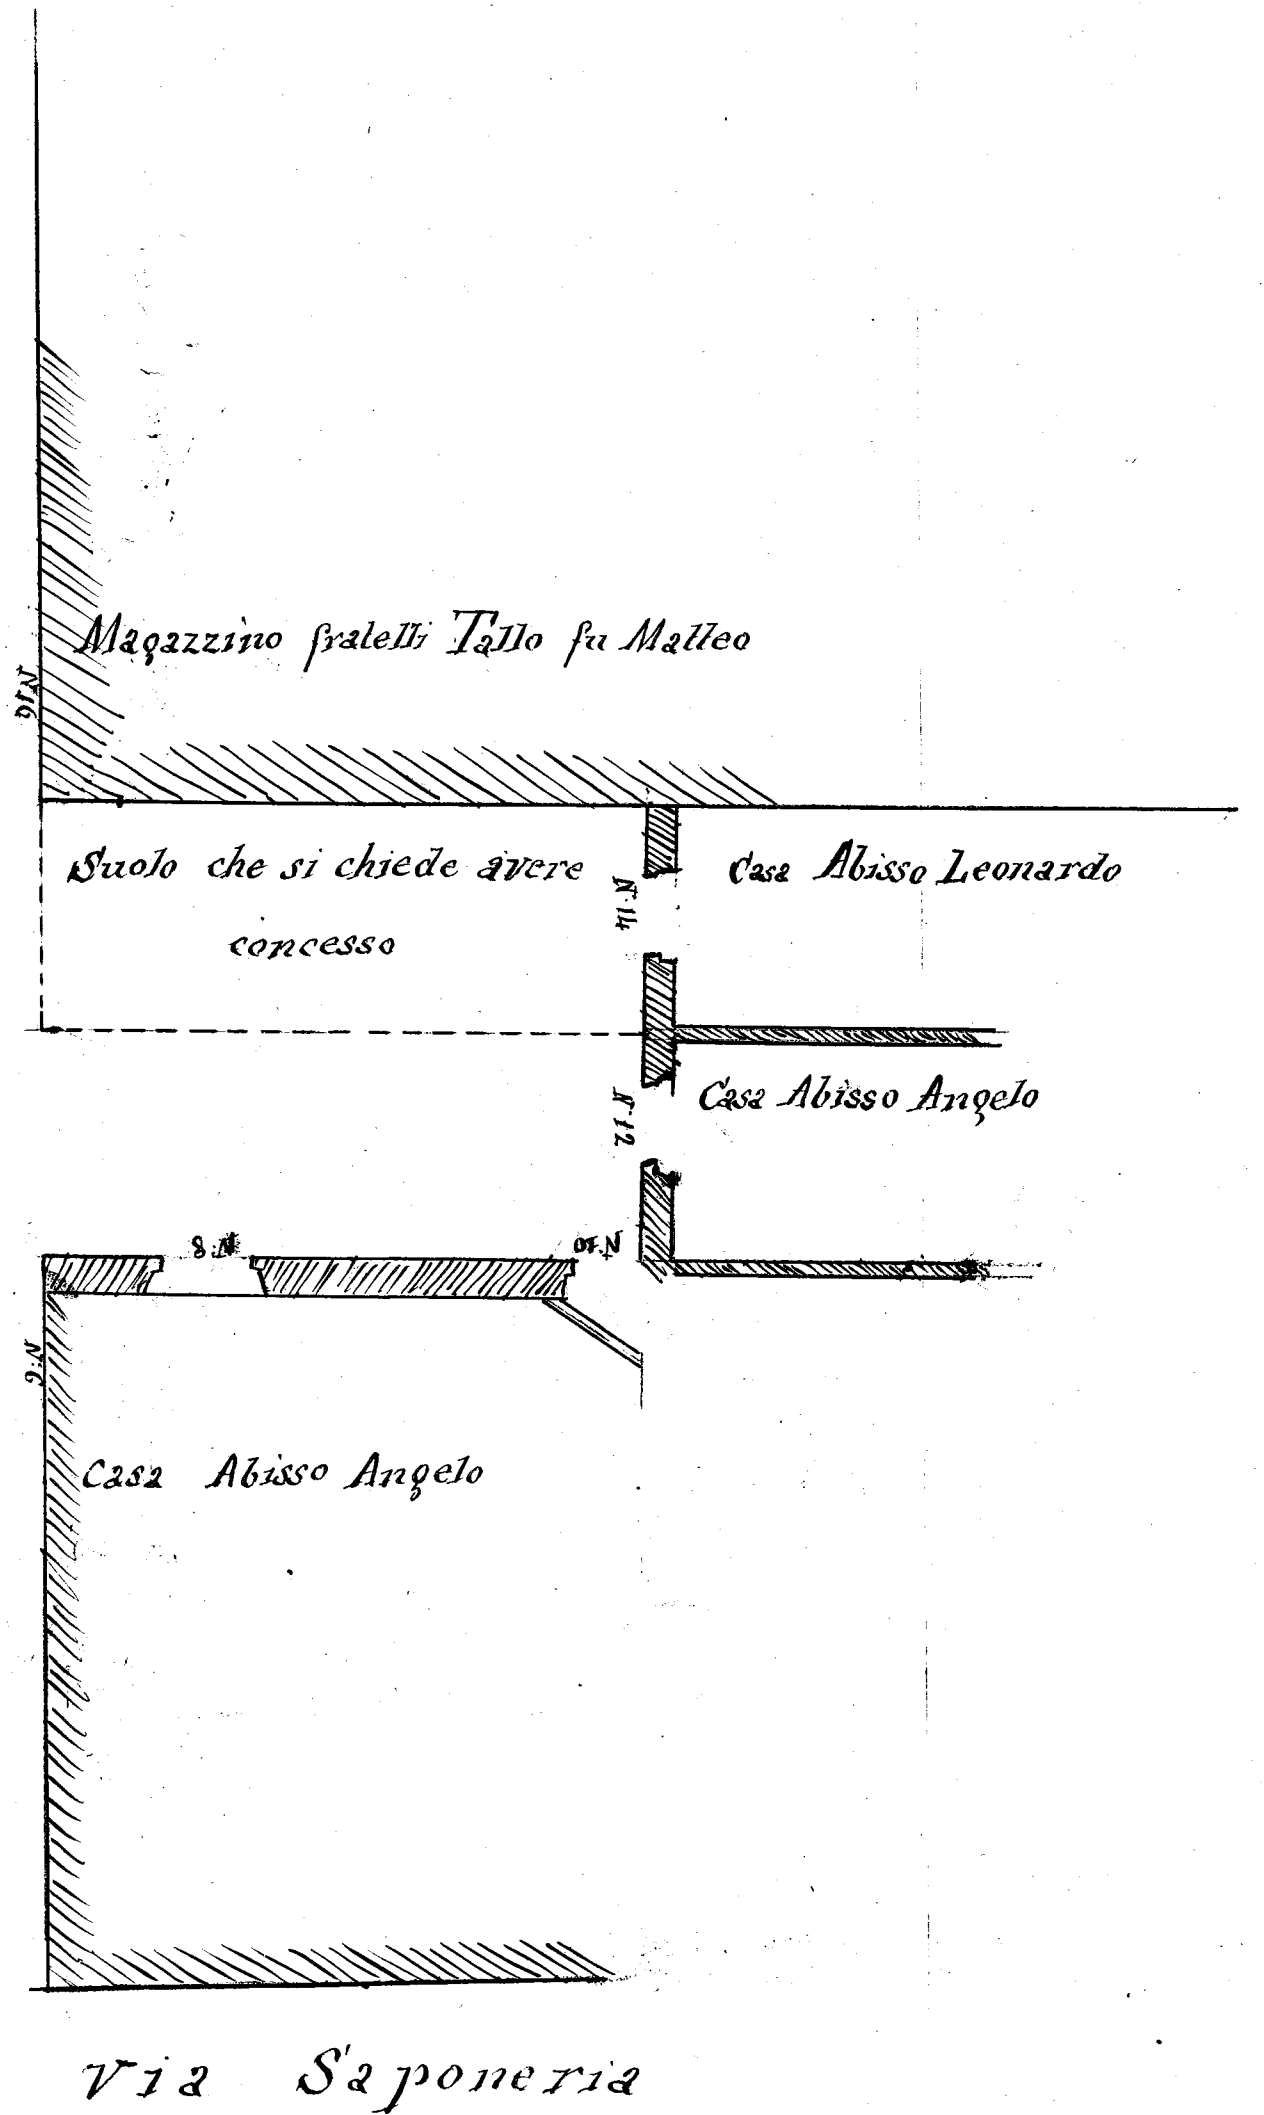 Magazzino fratelli Tallo fu Matteo
N. 16
Suolo che si chiede avere
concesso
N. 14
Casa Abisso Leonardo
N. 12
Casa Abisso Angelo
N. 8
N. 10
N. 6
Casa Abisso Angelo
Via Saponeria